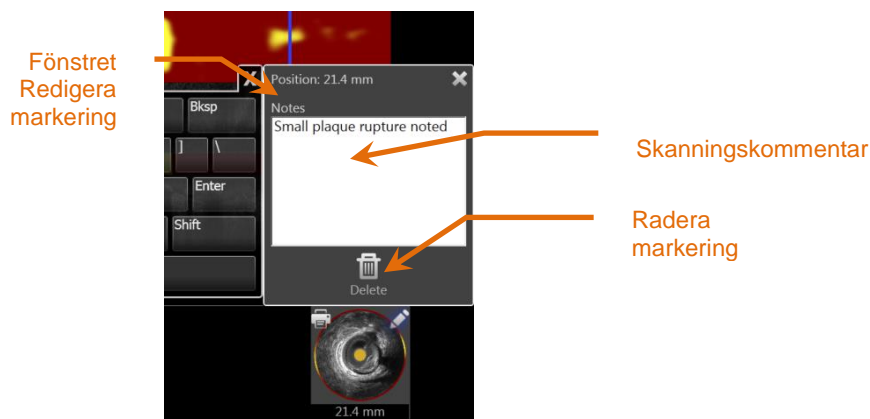 Fönstret
Redigera
markering
Position: 21.4 mm
Notes
Small plaque rupture noted
Bksp
]
\
Enter
Shift
Delete
21.4 mm
Skanningskommentar
Radera
markering